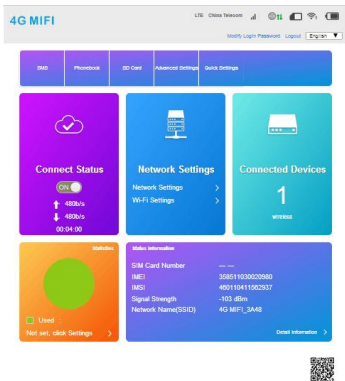 4G MIFI
LTE China Telecom
Modify Login Password Logout English
SMS Phonebook SD Card Advanced Settings Quick Settings
Connect Status
ON
480b/s
480b/s
00:04:00
Network Settings
Network Settings >
Wi-Fi Settings >
Connected Devices
1
Statistics
Used :
Not set, click Settings >
Status Information
SIM Card Number — —
IMEI 358511030020980
IMSI 460110411562937
Signal Strength -103 dBm
Network Name(SSID) 4G MIFI_3A48
Detail Information >